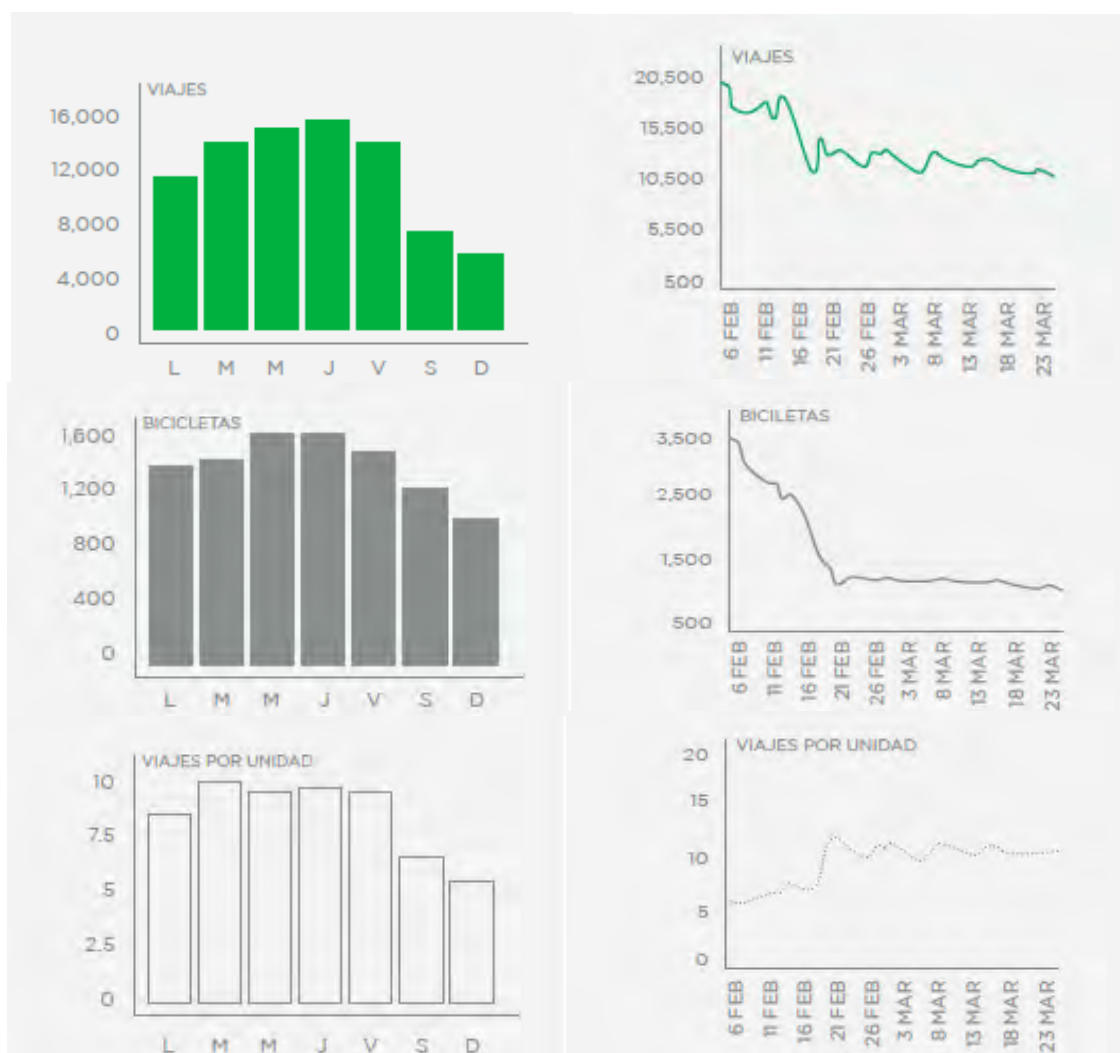 VIAJES
16,000
12,000
8,000
4,000
0
L M M J V S D
VIAJES
20,500
15,500
10,500
5,500
500
6 FEB 11 FEB 16 FEB 21 FEB 26 FEB 3 MAR 8 MAR 13 MAR 18 MAR 23 MAR
BICICLETAS
1,600
1,200
800
400
0
L M M J V S D
BICILETAS
3,500
2,500
1,500
500
6 FEB 11 FEB 16 FEB 21 FEB 26 FEB 3 MAR 8 MAR 13 MAR 18 MAR 23 MAR
VIAJES POR UNIDAD
10
7.5
5
2.5
0
L M M J V S D
VIAJES POR UNIDAD
20
15
10
5
0
6 FEB 11 FEB 16 FEB 21 FEB 26 FEB 3 MAR 8 MAR 13 MAR 18 MAR 23 MAR